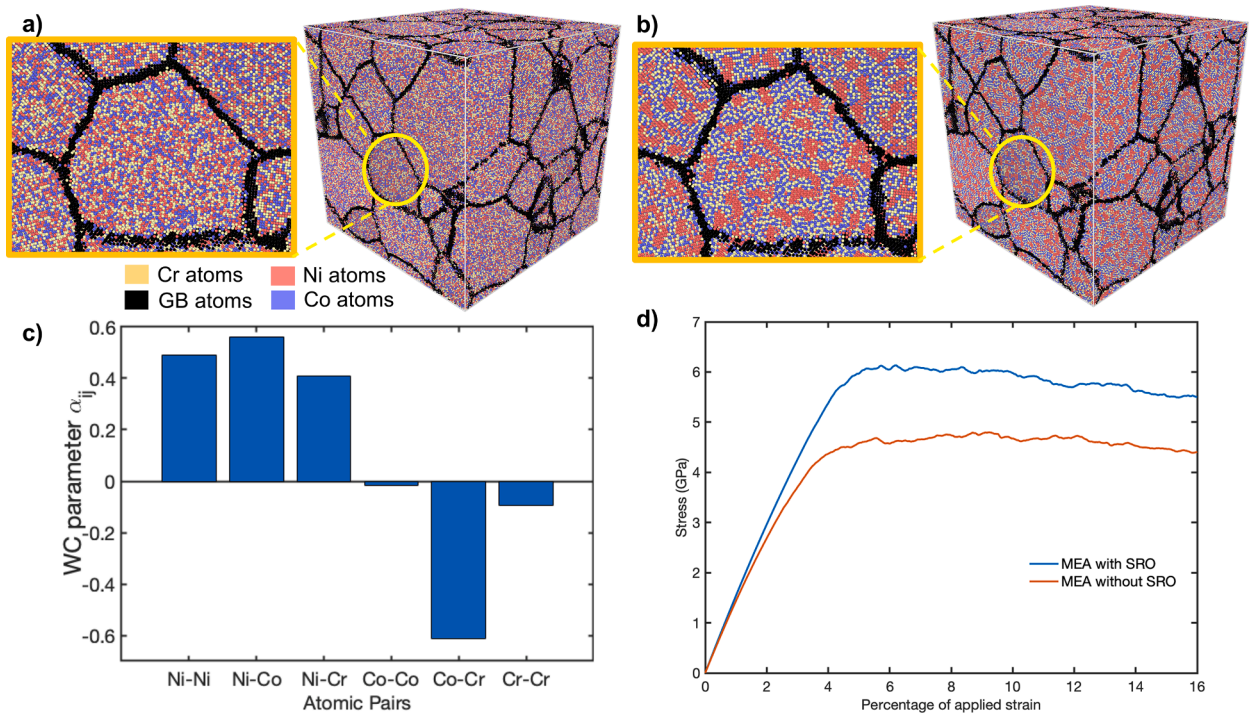 a)
b)
Cr atoms
Ni atoms
GB atoms
Co atoms
c)
0.6
0.4
0.2
0
-0.2
-0.4
-0.6
WC parameter αij
Ni-Ni Ni-Co Ni-Cr Co-Co Co-Cr Cr-Cr
Atomic Pairs
d)
7
6
5
4
3
2
1
0
Stress (GPa)
MEA with SRO
MEA without SRO
0 2 4 6 8 10 12 14 16
Percentage of applied strain